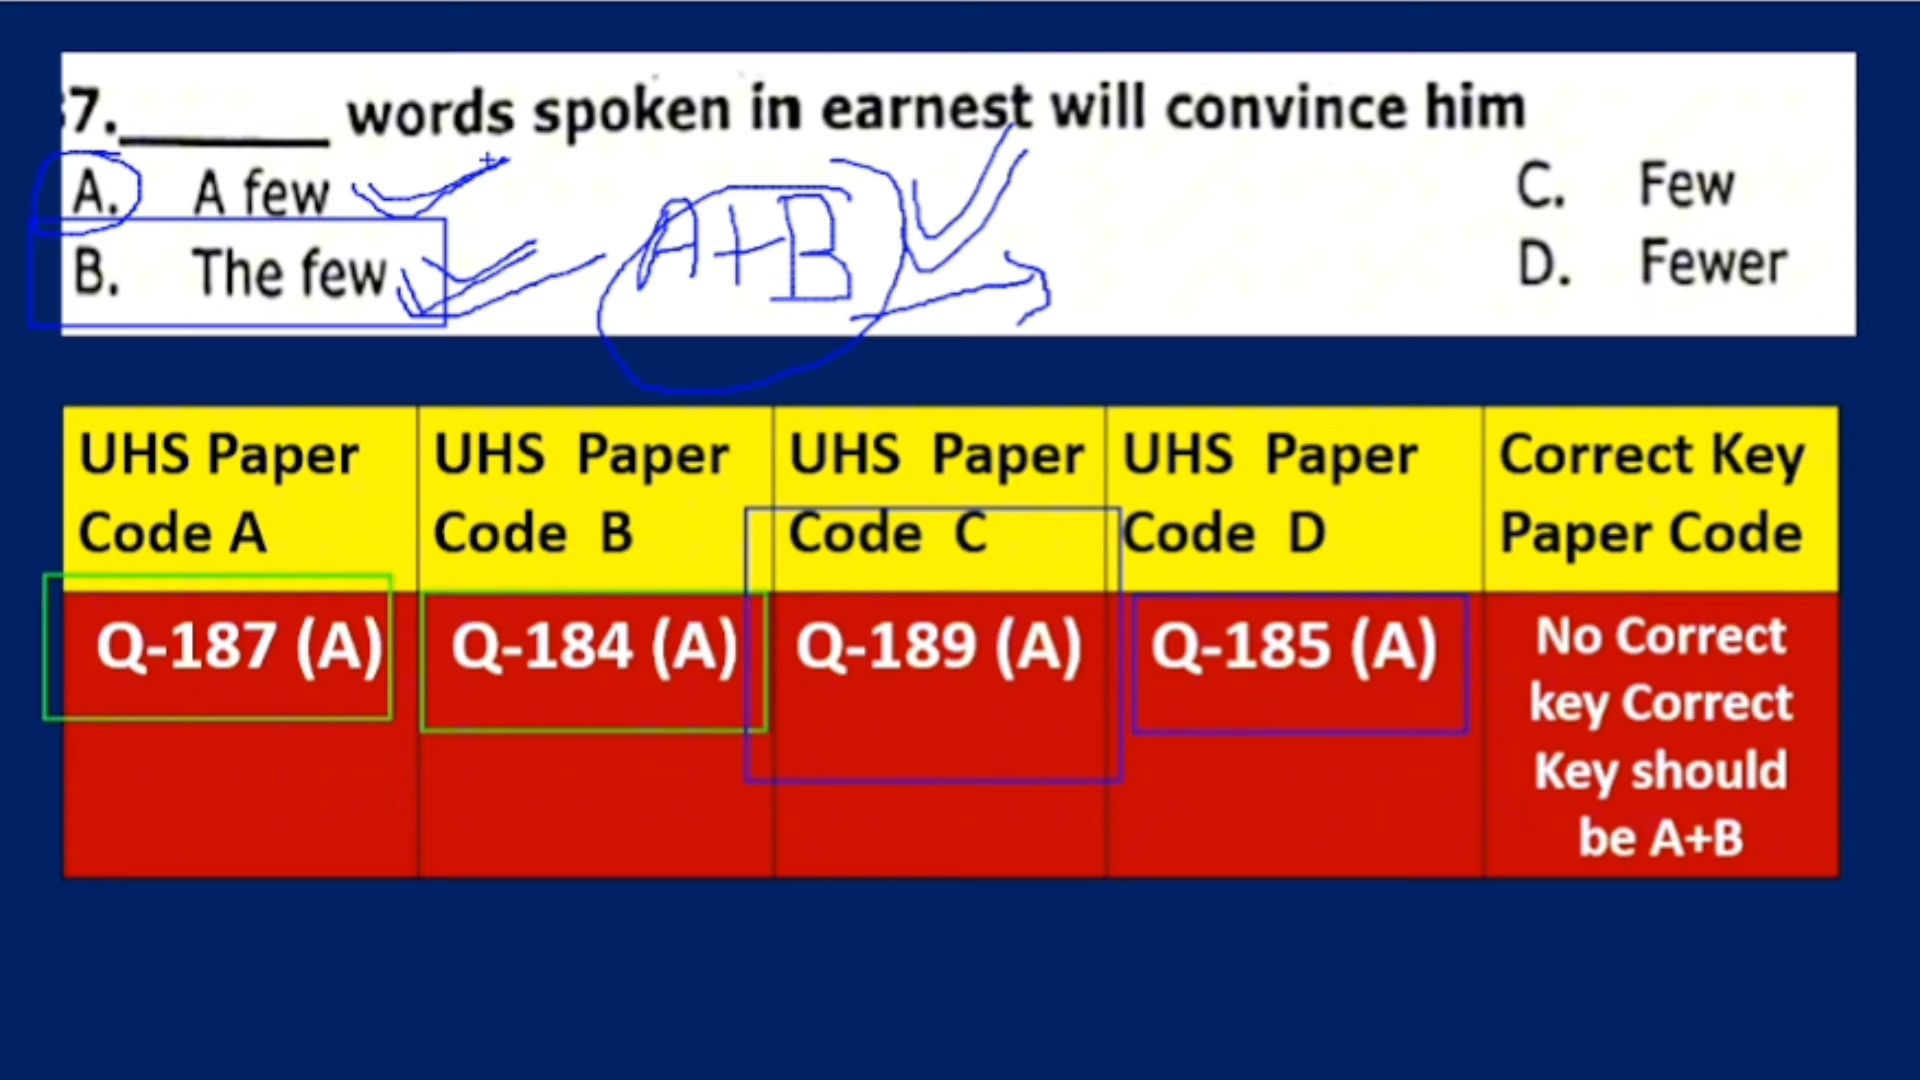 7.________ words spoken in earnest will convince him
A. A few C. Few
B. The few D. Fewer
A+B
UHS Paper Code A
UHS Paper Code B
UHS Paper Code C
UHS Paper Code D
Correct Key Paper Code
Q-187 (A)
Q-184 (A)
Q-189 (A)
Q-185 (A)
No Correct
key Correct
Key should
be A+B